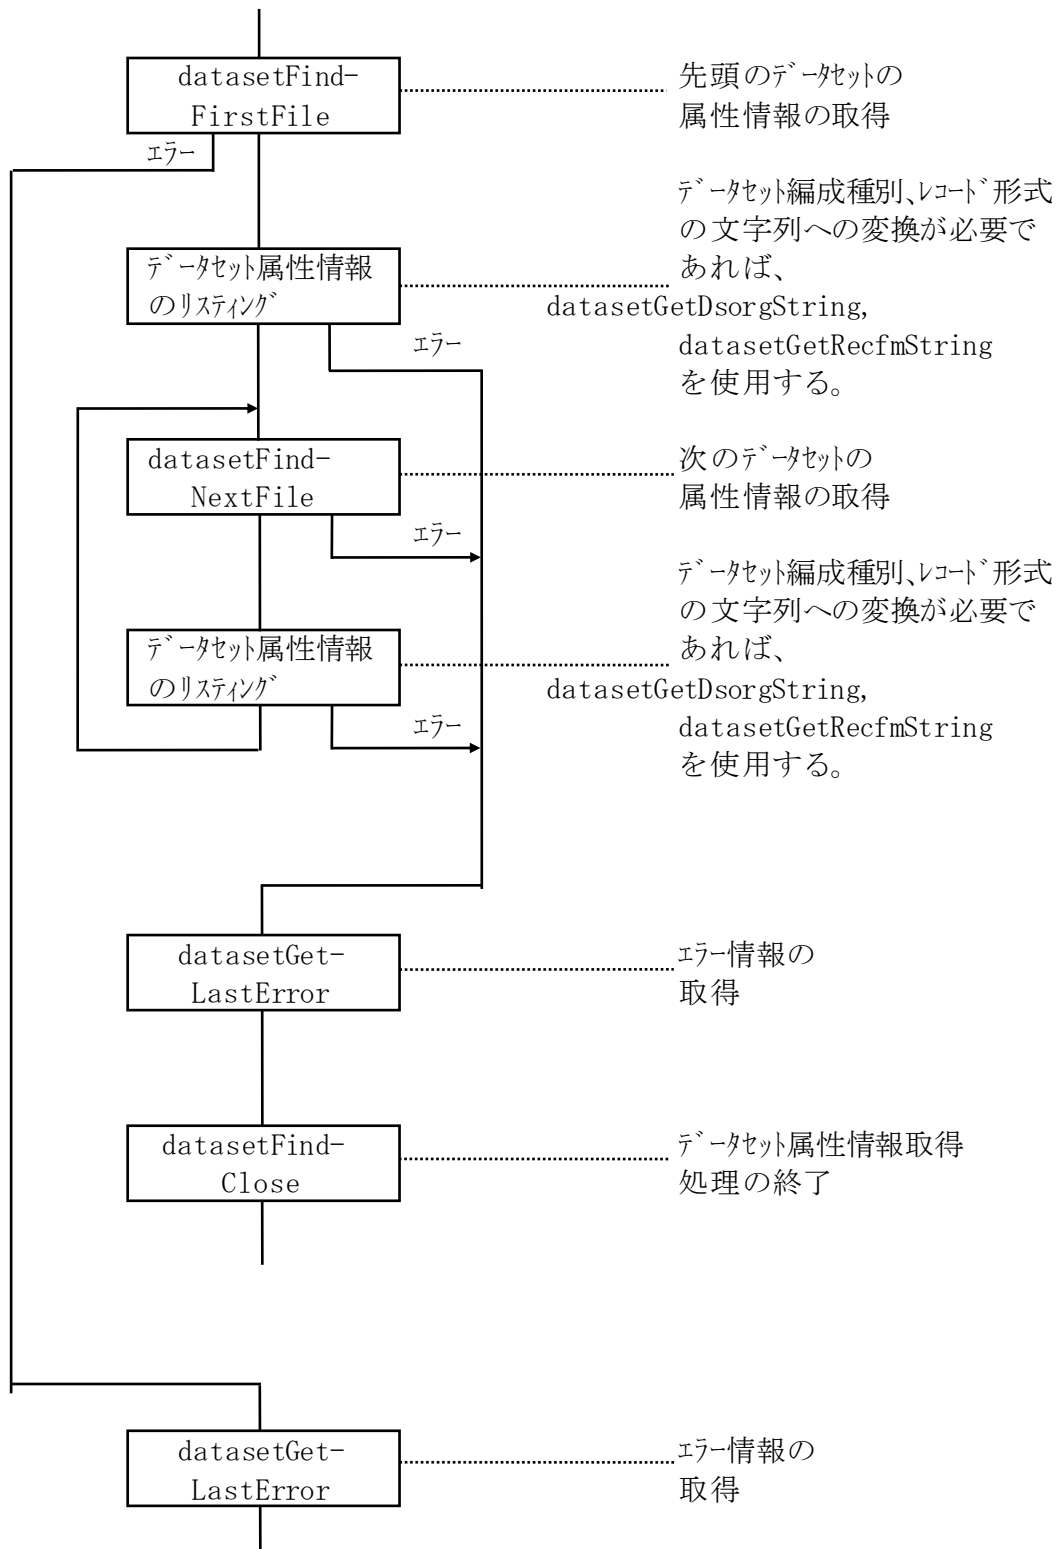 datasetFind-
FirstFile
先頭のﾃﾞｰﾀｾｯﾄの
属性情報の取得
ｴﾗｰ
ﾃﾞｰﾀｾｯﾄ編成種別､ﾚｺｰﾄﾞ形式
の文字列への変換が必要で
あれば、
datasetGetDsorgString,
datasetGetRecfmString
を使用する。
ﾃﾞｰﾀｾｯﾄ属性情報
のﾘｽﾃｨﾝｸﾞ
ｴﾗｰ
datasetFind-
NextFile
次のﾃﾞｰﾀｾｯﾄの
属性情報の取得
ｴﾗｰ
ﾃﾞｰﾀｾｯﾄ編成種別､ﾚｺｰﾄﾞ形式
の文字列への変換が必要で
あれば、
datasetGetDsorgString,
datasetGetRecfmString
を使用する。
ﾃﾞｰﾀｾｯﾄ属性情報
のﾘｽﾃｨﾝｸﾞ
ｴﾗｰ
datasetGet-
LastError
ｴﾗｰ情報の
取得
datasetFind-
Close
ﾃﾞｰﾀｾｯﾄ属性情報取得
処理の終了
datasetGet-
LastError
ｴﾗｰ情報の
取得